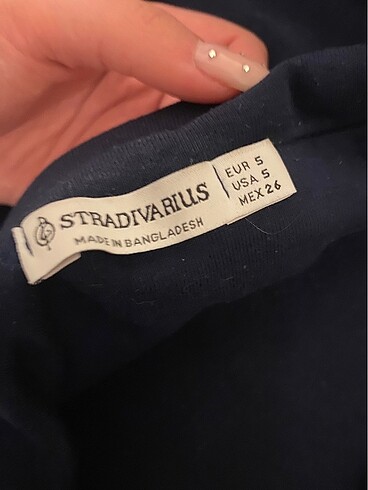 STRADIVARIUS
MADE IN BANGLADESH
EUR S
USA S
MEX 26